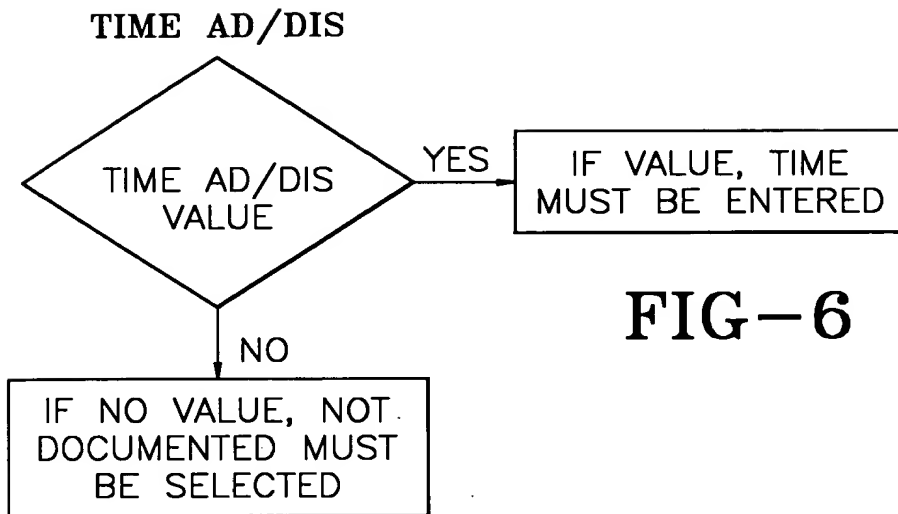 TIME AD/DIS
TIME AD/DIS
VALUE
YES
IF VALUE, TIME
MUST BE ENTERED
FIG-6
NO
IF NO VALUE, NOT
DOCUMENTED MUST
BE SELECTED